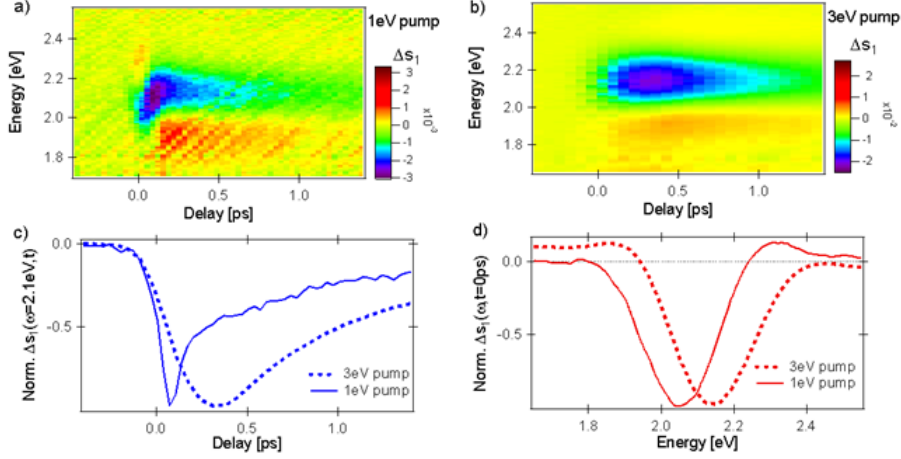 a)
1eV pump
Energy [eV]
2.4
2.2
2.0
1.8
0.0
0.5
1.0
Delay [ps]
Δs₁
3
2
1
0
-1
-2
-3
x10⁻³
b)
3eV pump
Energy [eV]
2.4
2.2
2.0
1.8
0.0
0.5
1.0
Delay [ps]
Δs₁
2
1
0
-1
-2
x10⁻²
c)
Norm. Δs₁(ω=2.1eV,t)
0.0
-0.5
0.0
0.5
1.0
Delay [ps]
3eV pump
1eV pump
d)
Norm. Δs₁(ω,t=0ps)
0.0
-0.5
1.8
2.0
2.2
2.4
Energy [eV]
3eV pump
1eV pump